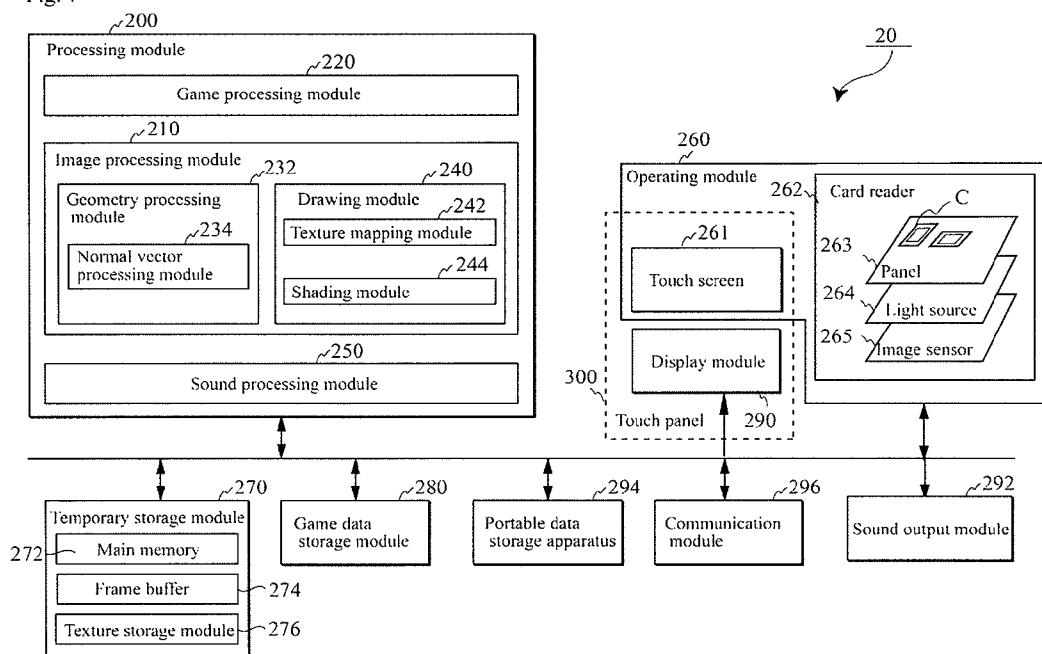 200
Processing module
220
Game processing module
210
Image processing module
232
Geometry processing
module
234
Normal vector
processing module
240
Drawing module
242
Texture mapping module
244
Shading module
250
Sound processing module
20
260
Operating module
262
Card reader
C
263
Panel
264
Light source
265
Image sensor
261
Touch screen
Display module
300
290
Touch panel
270
Temporary storage module
272
Main memory
Frame buffer
274
Texture storage module
276
280
Game data
storage module
294
Portable data
storage apparatus
296
Communication
module
292
Sound output module